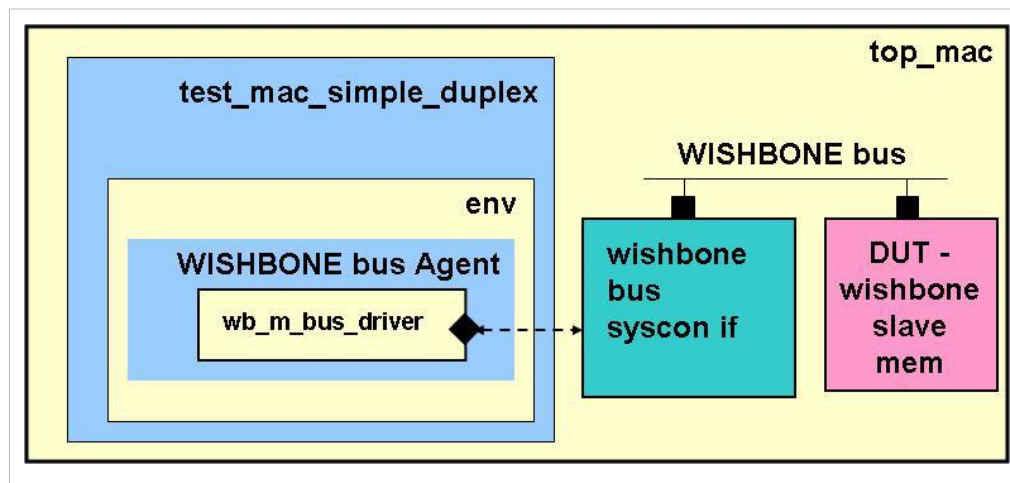 top_mac
test_mac_simple_duplex
WISHBONE bus
env
WISHBONE bus Agent
wb_m_bus_driver
wishbone
bus
syscon if
DUT -
wishbone
slave
mem